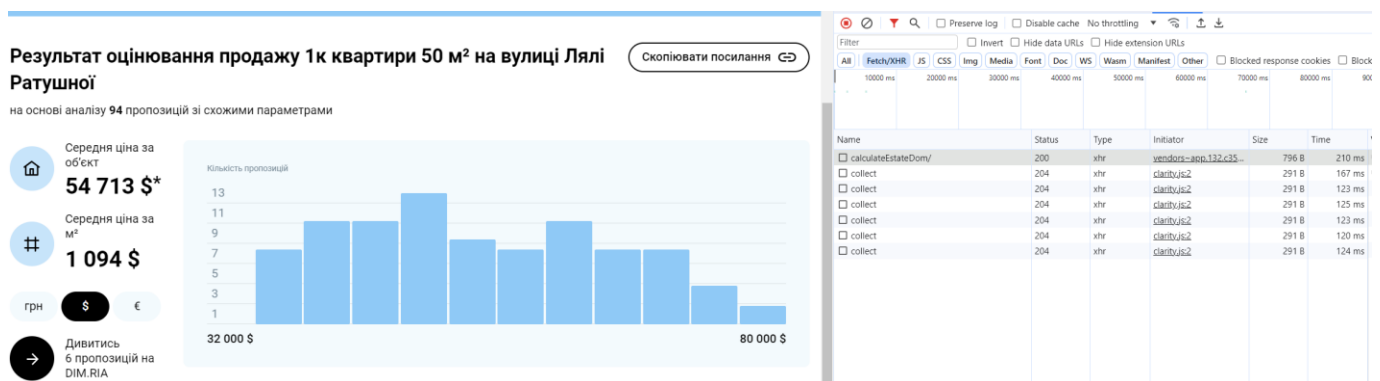 Результат оцінювання продажу 1к квартири 50 м² на вулиці Лялі
Ратушної
Скопіювати посилання
на основі аналізу 94 пропозицій зі схожими параметрами
Середня ціна за
об'єкт
54 713 $*
Середня ціна за
м²
1 094 $
грн $ €
Дивитись
6 пропозицій на
DIM.RIA
Кількість пропозицій
13
11
9
7
5
3
1
32 000 $ 80 000 $
Preserve log Disable cache No throttling
Filter Invert Hide data URLs Hide extension URLs
All Fetch/XHR JS CSS Img Media Font Doc WS Wasm Manifest Other Blocked response cookies Block
10000 ms 20000 ms 30000 ms 40000 ms 50000 ms 60000 ms 70000 ms 80000 ms 900
Name Status Type Initiator Size Time
calculateEstateDom/ 200 xhr vendors~app.132.c35... 796 B 210 ms
collect 204 xhr clarity.js:2 291 B 167 ms
collect 204 xhr clarity.js:2 291 B 123 ms
collect 204 xhr clarity.js:2 291 B 125 ms
collect 204 xhr clarity.js:2 291 B 123 ms
collect 204 xhr clarity.js:2 291 B 120 ms
collect 204 xhr clarity.js:2 291 B 124 ms